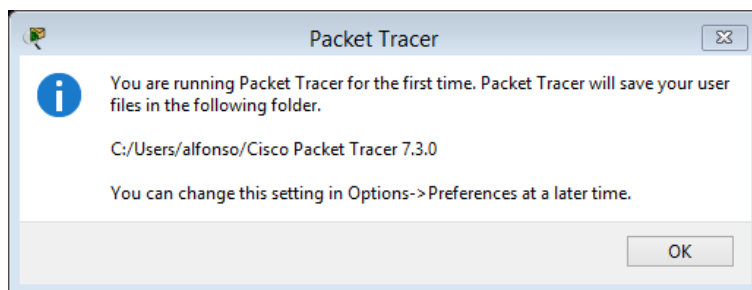 Packet Tracer
You are running Packet Tracer for the first time. Packet Tracer will save your user
files in the following folder.
C:/Users/alfonso/Cisco Packet Tracer 7.3.0
You can change this setting in Options->Preferences at a later time.
OK